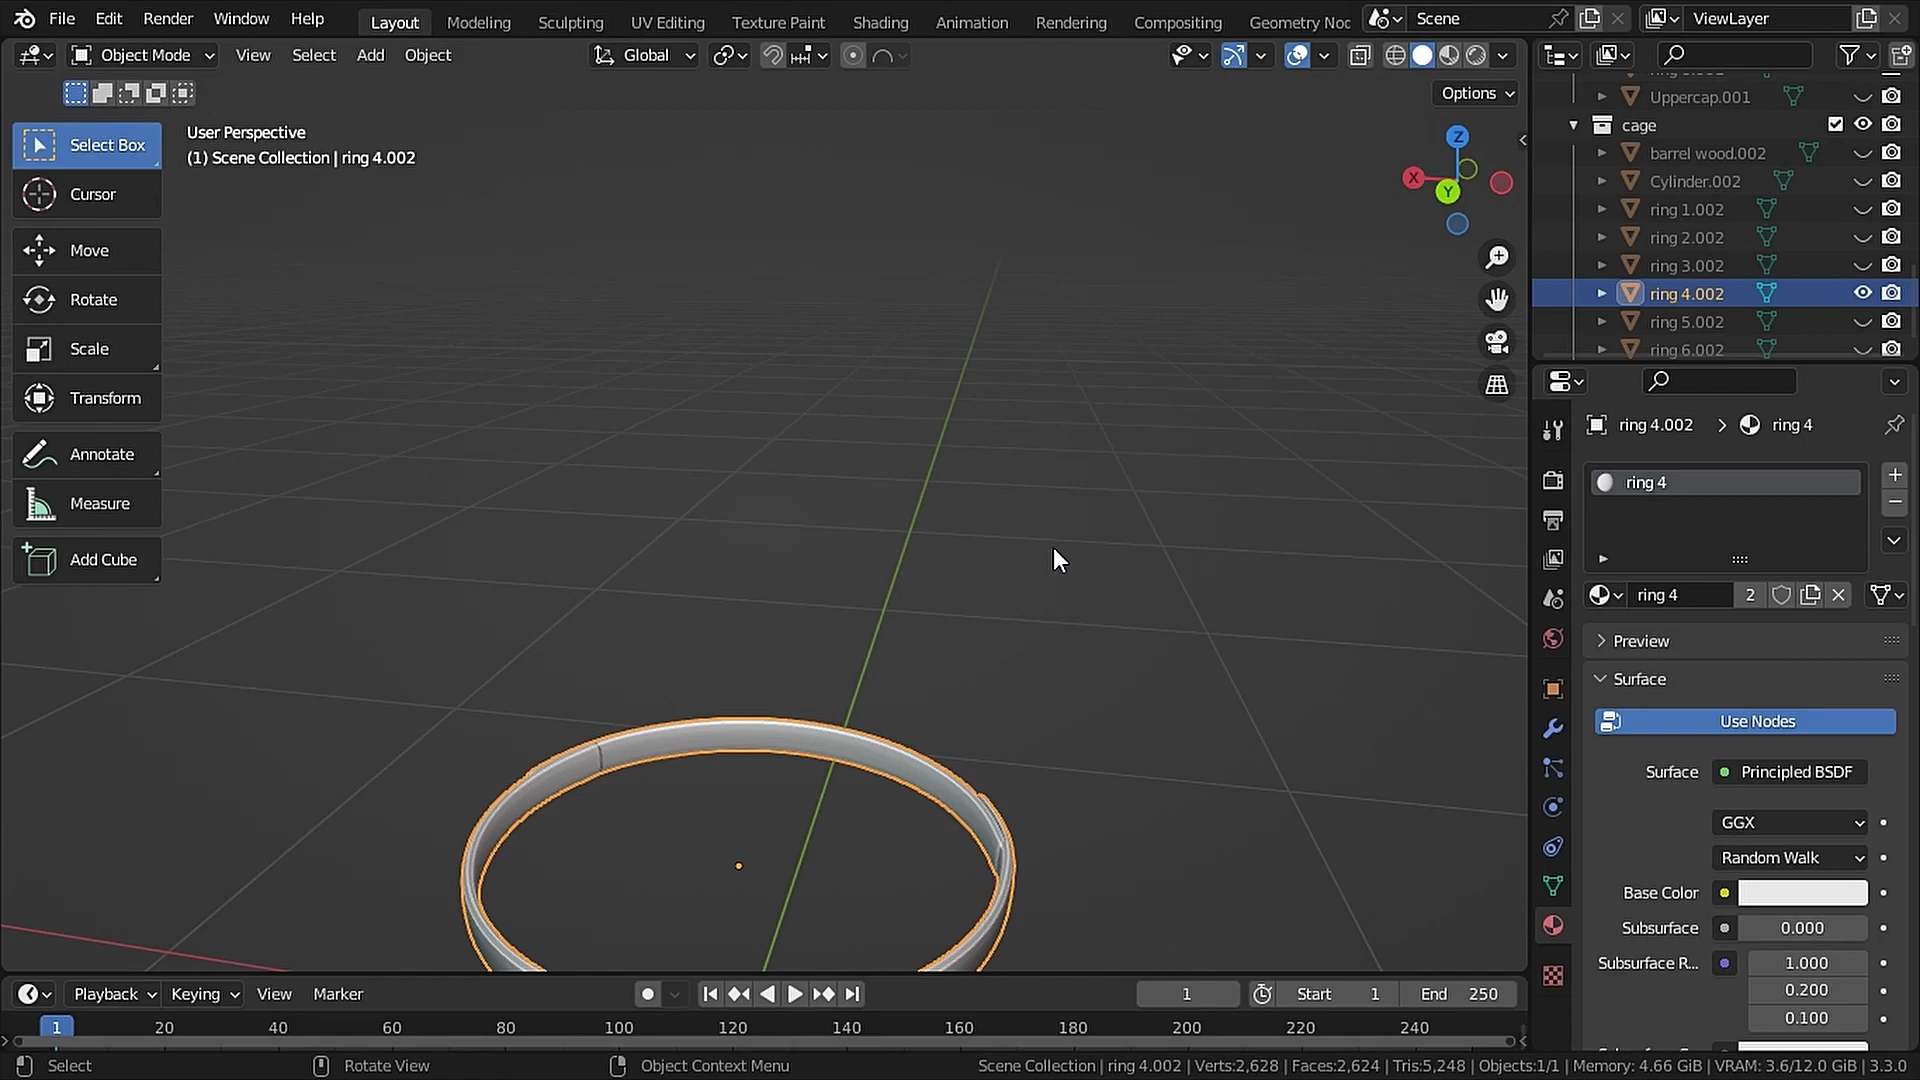 File Edit Render Window Help Layout Modeling Sculpting UV Editing Texture Paint Shading Animation Rendering Compositing Geometry Noc Scene ViewLayer
Object Mode View Select Add Object Global
Options
User Perspective
(1) Scene Collection | ring 4.002
Select Box
Cursor
Move
Rotate
Scale
Transform
Annotate
Measure
Add Cube
Z
X
Y
Uppercap.001
cage
barrel wood.002
Cylinder.002
ring 1.002
ring 2.002
ring 3.002
ring 4.002
ring 5.002
ring 6.002
ring 4.002 > ring 4
ring 4
ring 4 2
Preview
Surface
Use Nodes
Surface Principled BSDF
GGX
Random Walk
Base Color
Subsurface 0.000
Subsurface R... 1.000
0.200
0.100
Playback Keying View Marker 1 Start 1 End 250
1 20 40 60 80 100 120 140 160 180 200 220 240
Select Rotate View Object Context Menu Scene Collection | ring 4.002 | Verts:2,628 | Faces:2,624 | Tris:5,248 | Objects:1/1 | Memory: 4.66 GiB | VRAM: 3.6/12.0 GiB | 3.3.0